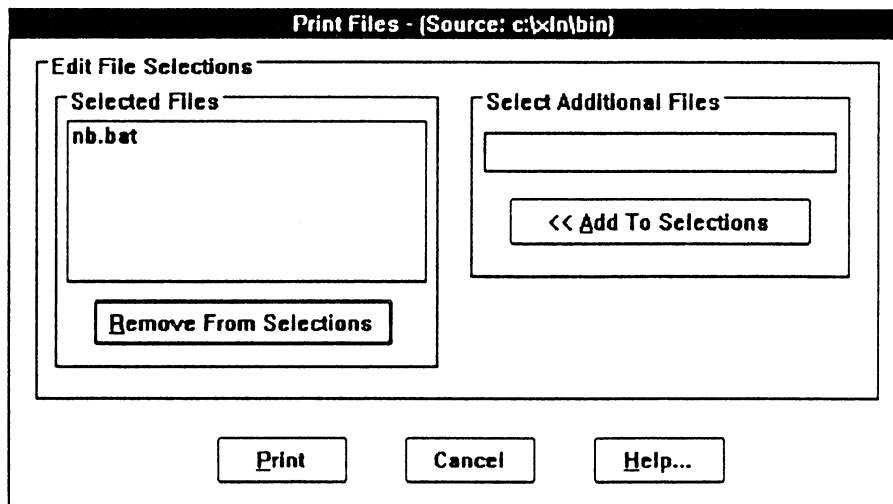 Print Files - (Source: c:\xln\bin)
Edit File Selections
Selected Files
nb.bat
Remove From Selections
Select Additional Files
<< Add To Selections
Print
Cancel
Help...